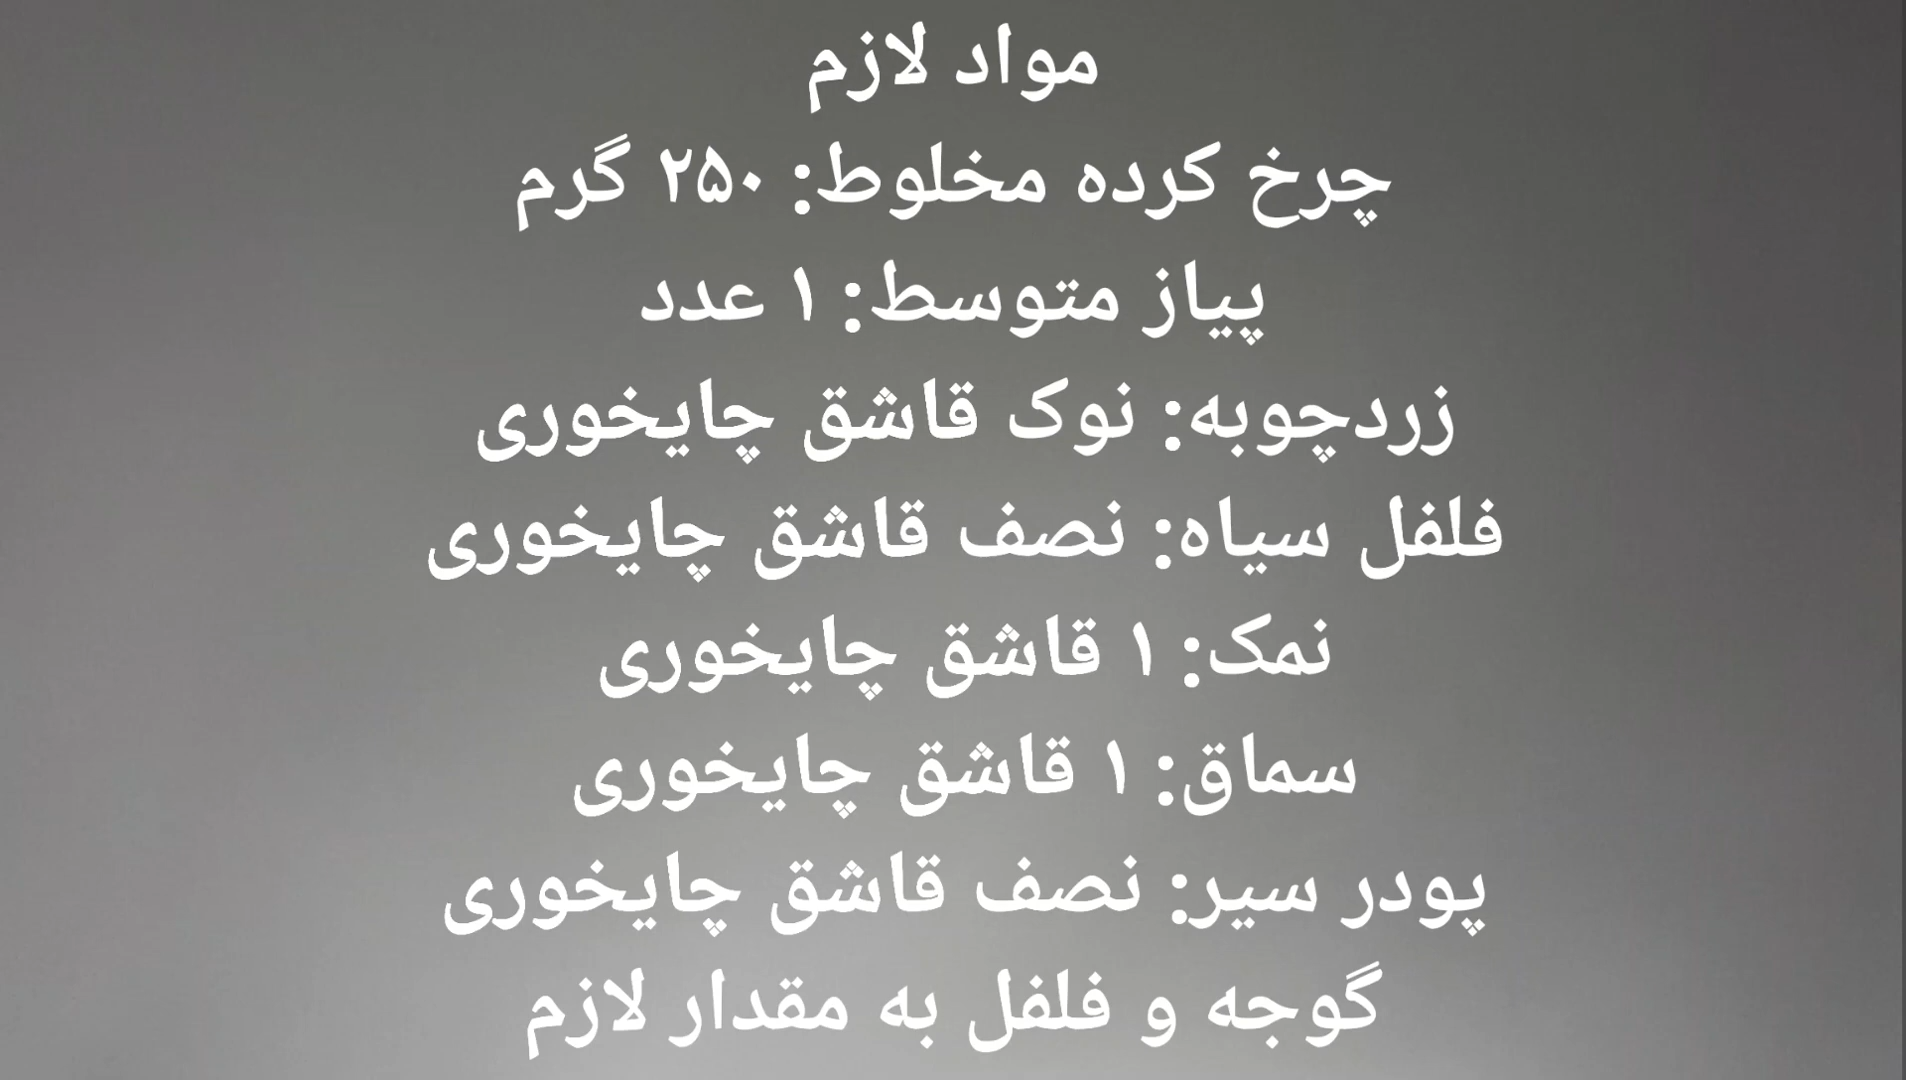 مواد لازم
چرخ کرده مخلوط: ۲۵۰ گرم
پیاز متوسط: ۱ عدد
زردچوبه: نوک قاشق چایخوری
فلفل سیاه: نصف قاشق چایخوری
نمک: ۱ قاشق چایخوری
سماق: ۱ قاشق چایخوری
پودر سیر: نصف قاشق چایخوری
گوجه و فلفل به مقدار لازم